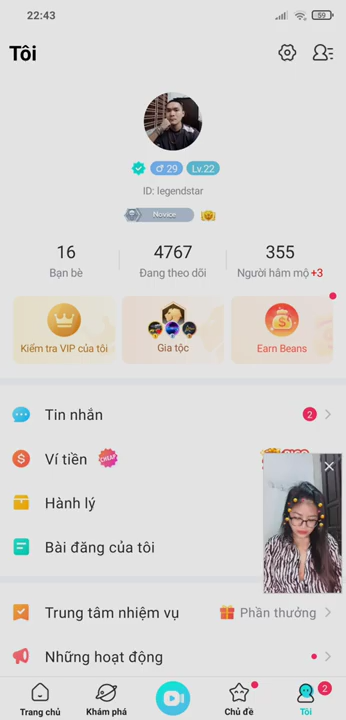 22:43
59
Tôi
29
Lv.22
ID: legendstar
Novice
16
4767
355
Bạn bè
Đang theo dõi
Người hâm mộ +3
Kiểm tra VIP của tôi
Gia tộc
Earn Beans
Tin nhắn
2
Ví tiền
CHEAP
Hành lý
Bài đăng của tôi
Trung tâm nhiệm vụ
Phần thưởng
Những hoạt động
Trang chủ
Khám phá
Chủ đề
Tôi
2